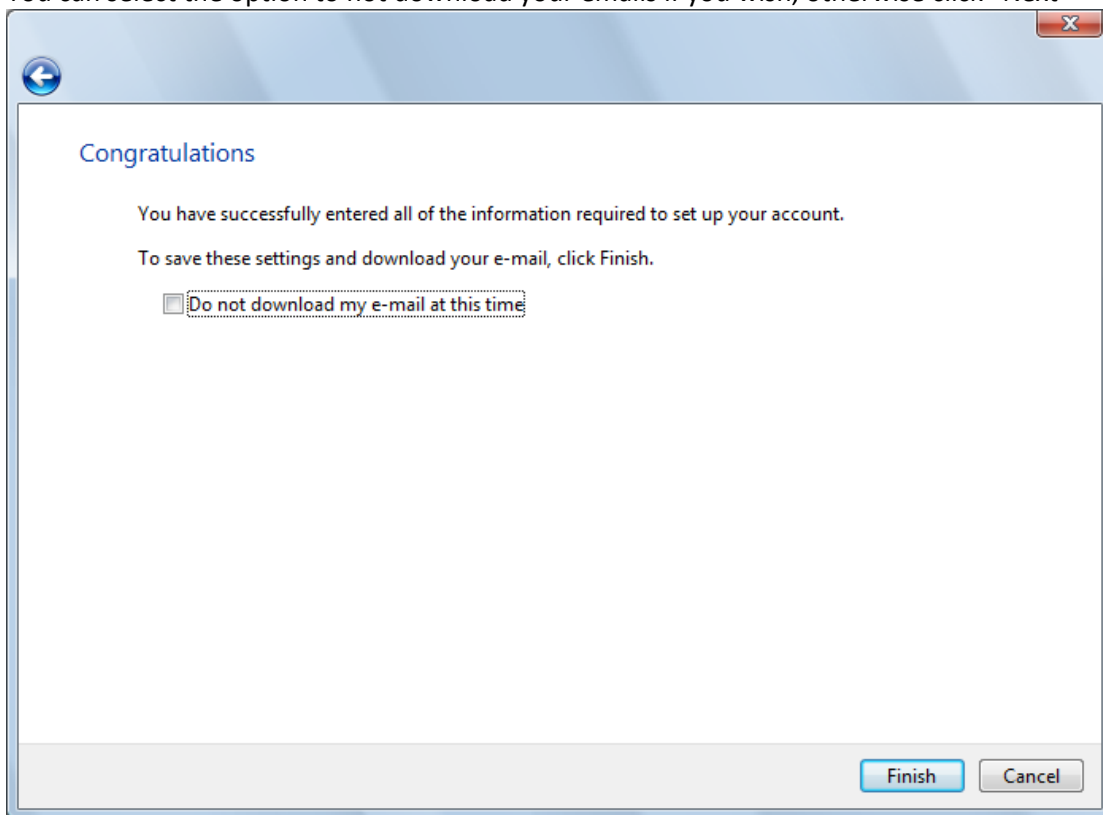 You can select the option to not download your emails if you wish, otherwise click "Next"
Congratulations
You have successfully entered all of the information required to set up your account.
To save these settings and download your e-mail, click Finish.
Do not download my e-mail at this time
Finish Cancel